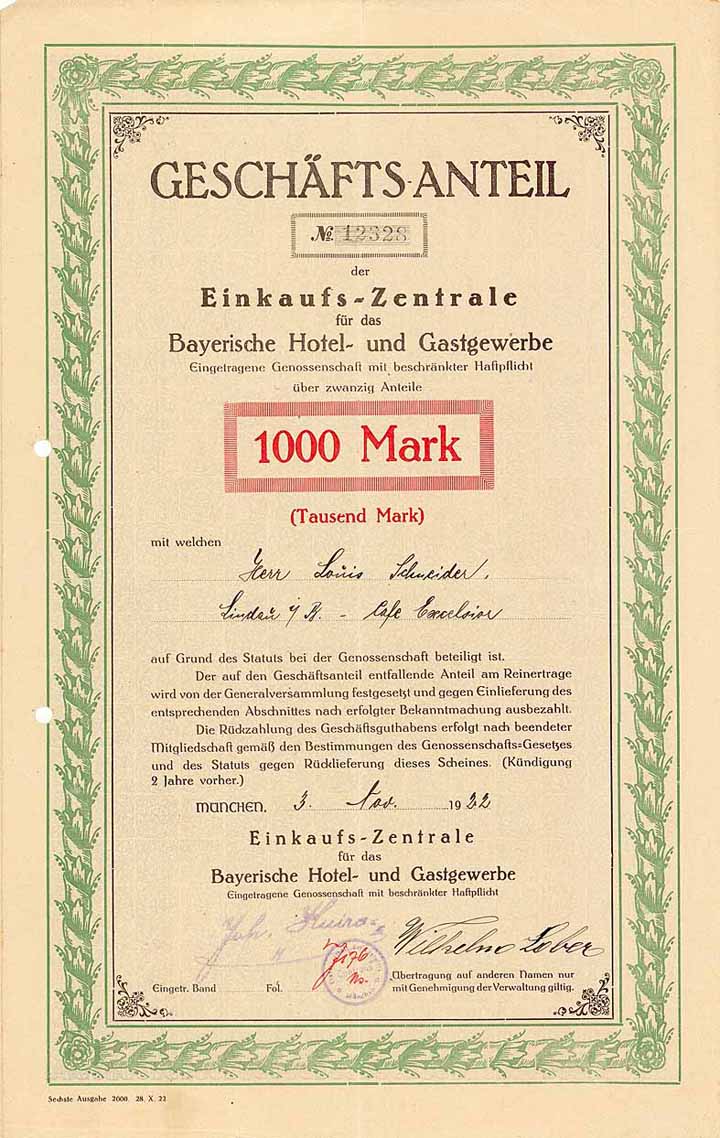 GESCHÄFTS-ANTEIL
№ 12328
der
Einkaufs-Zentrale
für das
Bayerische Hotel- und Gastgewerbe
Eingetragene Genossenschaft mit beschränkter Haftpflicht
über zwanzig Anteile
1000 Mark
(Tausend Mark)
mit welchen
Herr Louis Schneider,
Lindau i/B. - Cafe Excelsior
auf Grund des Statuts bei der Genossenschaft beteiligt ist.
Der auf den Geschäftsanteil entfallende Anteil am Reinertrage
wird von der Generalversammlung festgesetzt und gegen Einlieferung des
entsprechenden Abschnittes nach erfolgter Bekanntmachung ausbezahlt.
Die Rückzahlung des Geschäftsguthabens erfolgt nach beendeter
Mitgliedschaft gemäß den Bestimmungen des Genossenschafts-Gesetzes
und des Statuts gegen Rücklieferung dieses Scheines. (Kündigung
2 Jahre vorher.)
MÜNCHEN, 3. Nov. 1922
Einkaufs-Zentrale
für das
Bayerische Hotel- und Gastgewerbe
Eingetragene Genossenschaft mit beschränkter Haftpflicht
Joh. Wilhelm Lober
Eingetr. Band Fol. Übertragung auf anderen Namen nur
mit Genehmigung der Verwaltung giltig.
Sechste Ausgabe 2000. 28. X. 22